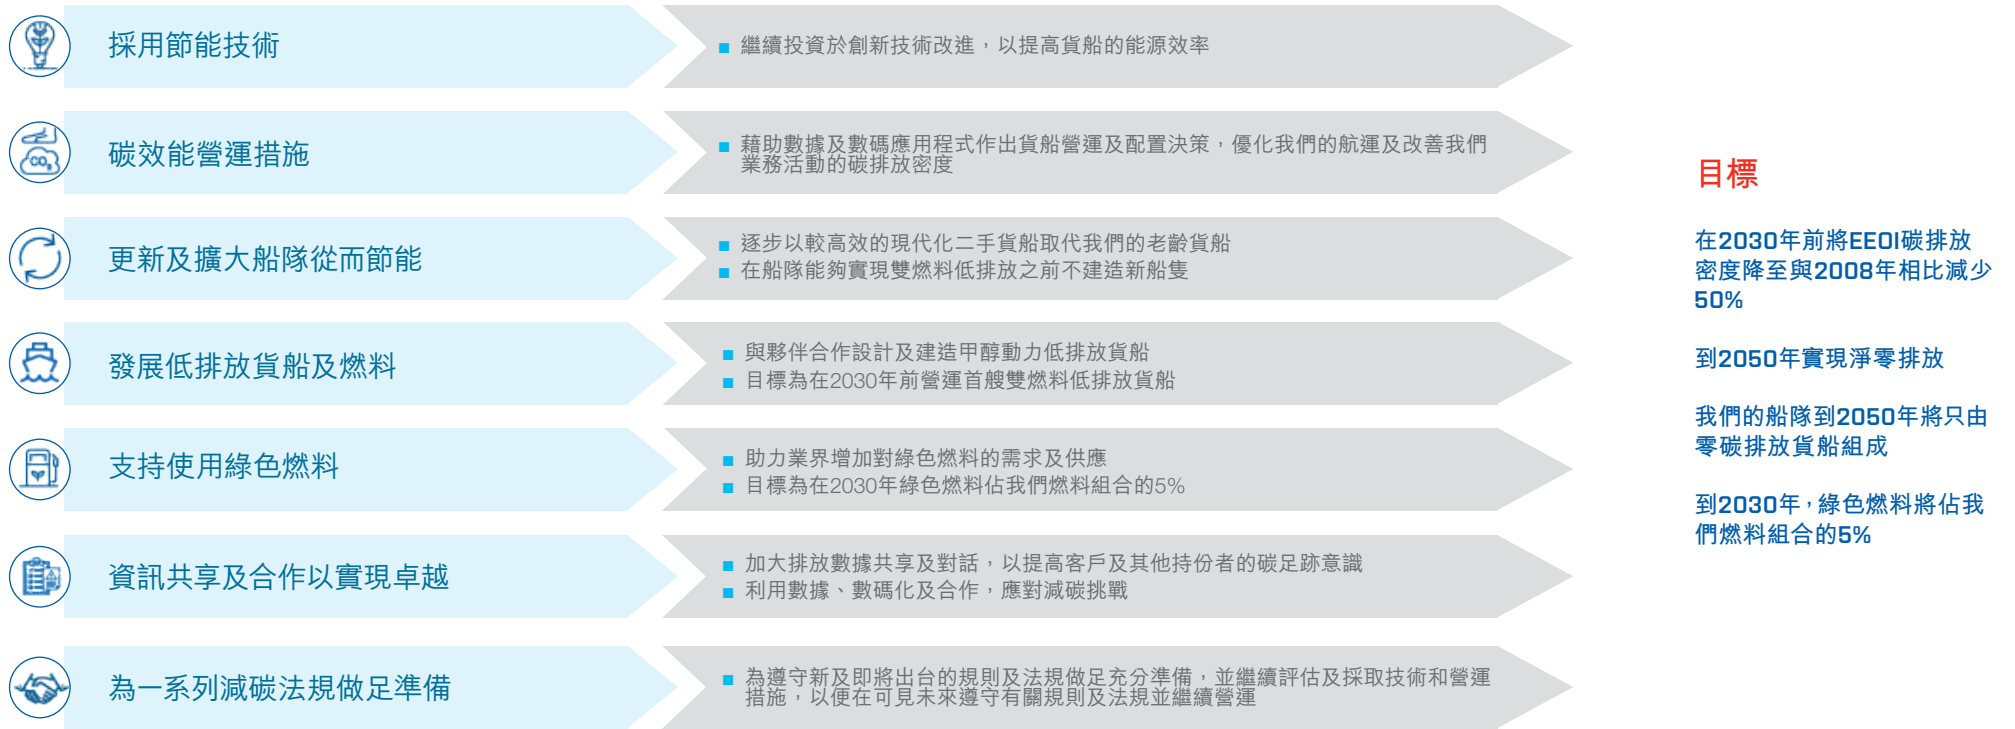 採用節能技術
繼續投資於創新技術改進，以提高貨船的能源效率
碳效能營運措施
藉助數據及數碼應用程式作出貨船營運及配置決策，優化我們的航運及改善我們
業務活動的碳排放密度
更新及擴大船隊從而節能
逐步以較高效的現代化二手貨船取代我們的老齡貨船
在船隊能夠實現雙燃料低排放之前不建造新船隻
發展低排放貨船及燃料
與夥伴合作設計及建造甲醇動力低排放貨船
目標為在2030年前營運首艘雙燃料低排放貨船
支持使用綠色燃料
助力業界增加對綠色燃料的需求及供應
目標為在2030年綠色燃料佔我們燃料組合的5%
資訊共享及合作以實現卓越
加大排放數據共享及對話，以提高客戶及其他持份者的碳足跡意識
利用數據、數碼化及合作，應對減碳挑戰
為一系列減碳法規做足準備
為遵守新及即將出台的規則及法規做足充分準備，並繼續評估及採取技術和營運
措施，以便在可見未來遵守有關規則及法規並繼續營運
目標
在2030年前將EEOI碳排放
密度降至與2008年相比減少
50%
到2050年實現淨零排放
我們的船隊到2050年將只由
零碳排放貨船組成
到2030年，綠色燃料將佔我
們燃料組合的5%
CO₂